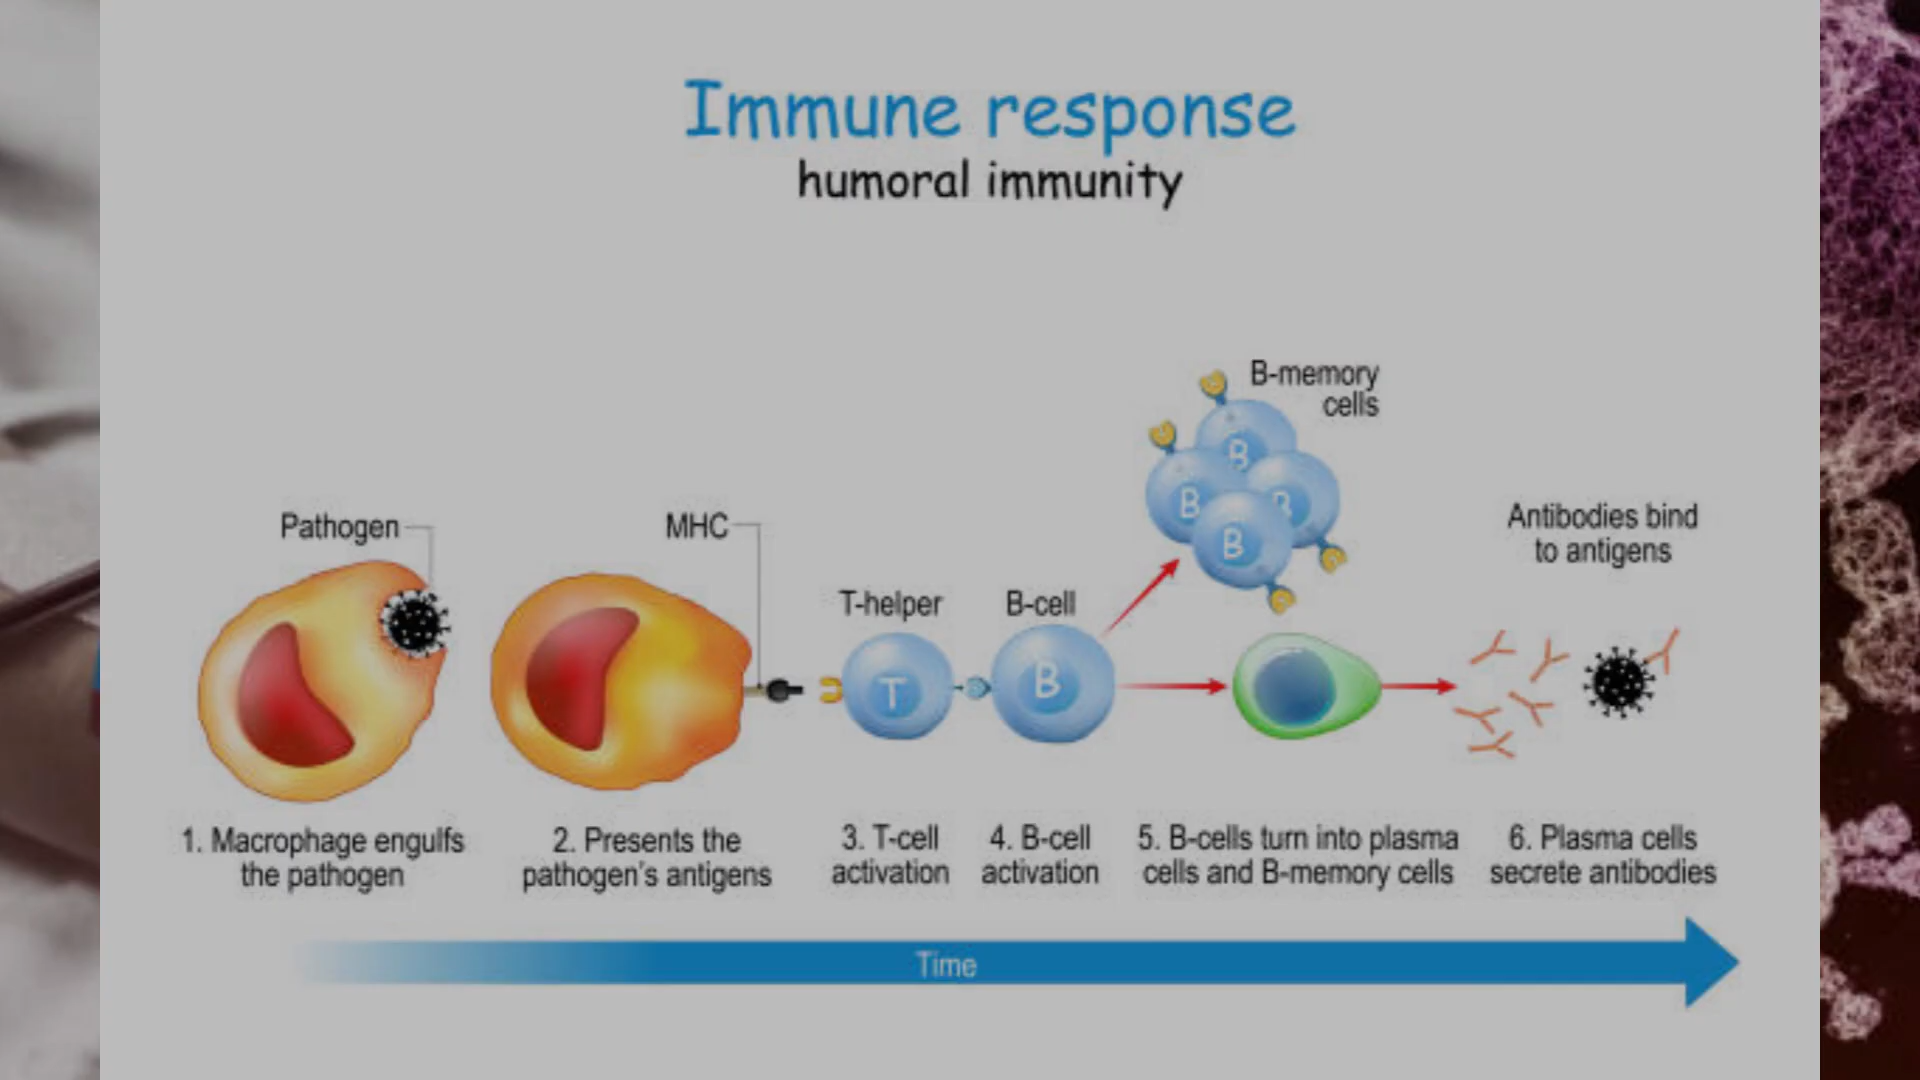 Immune response
humoral immunity
B-memory
cells
Pathogen
MHC
Antibodies bind
to antigens
T-helper
B-cell
B
B
B
B
T
B
1. Macrophage engulfs
the pathogen
2. Presents the
pathogen's antigens
3. T-cell
activation
4. B-cell
activation
5. B-cells turn into plasma
cells and B-memory cells
6. Plasma cells
secrete antibodies
Time